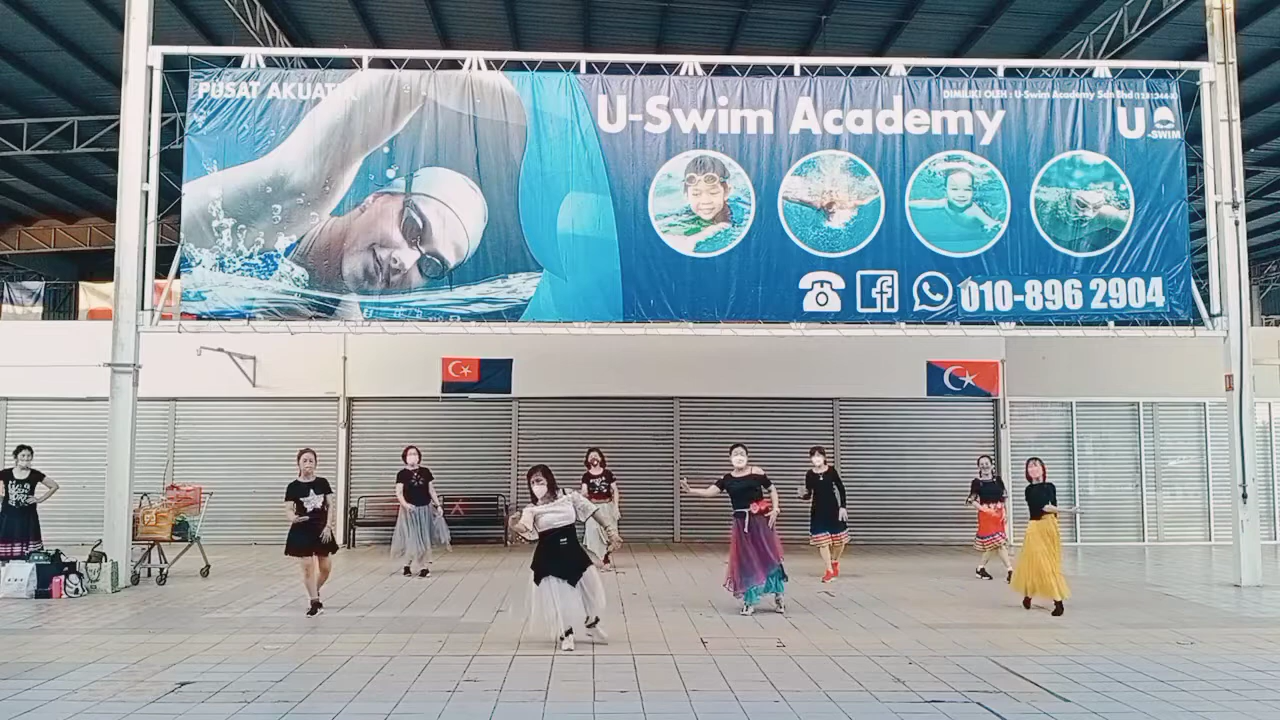 PUSAT AKUATIK
U-Swim Academy
DIMILIKI OLEH : U-Swim Academy Sdn Bhd
U
-SWIM
010-896 2904